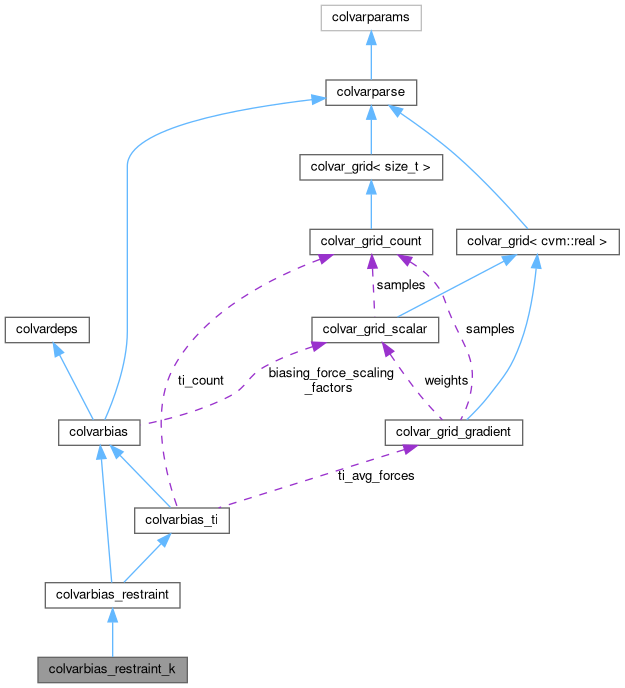 colvarparams
colvarparse
colvar_grid< size_t >
colvar_grid_count
colvar_grid< cvm::real >
samples
colvardeps
colvar_grid_scalar
samples
ti_count
biasing_force_scaling
_factors
weights
colvarbias
colvar_grid_gradient
ti_avg_forces
colvarbias_ti
colvarbias_restraint
colvarbias_restraint_k